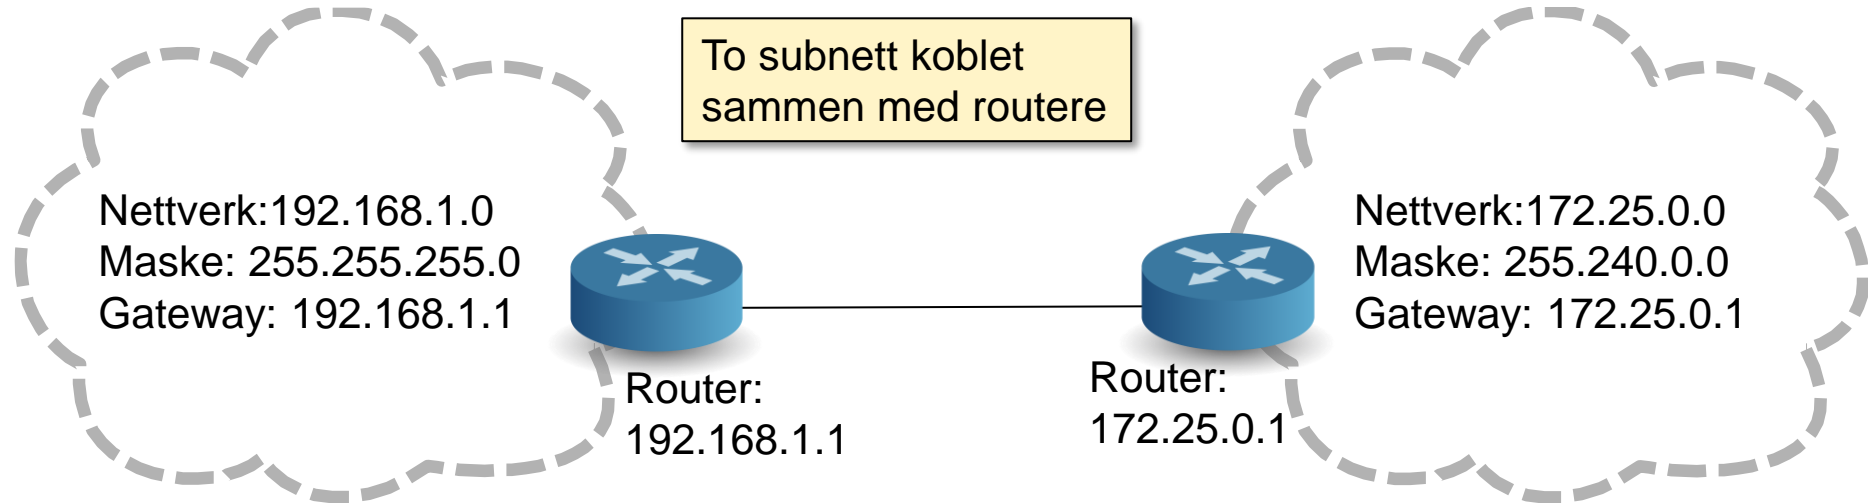 To subnett koblet
sammen med routere
Nettverk:192.168.1.0
Maske: 255.255.255.0
Gateway: 192.168.1.1
Router:
192.168.1.1
Router:
172.25.0.1
Nettverk:172.25.0.0
Maske: 255.240.0.0
Gateway: 172.25.0.1